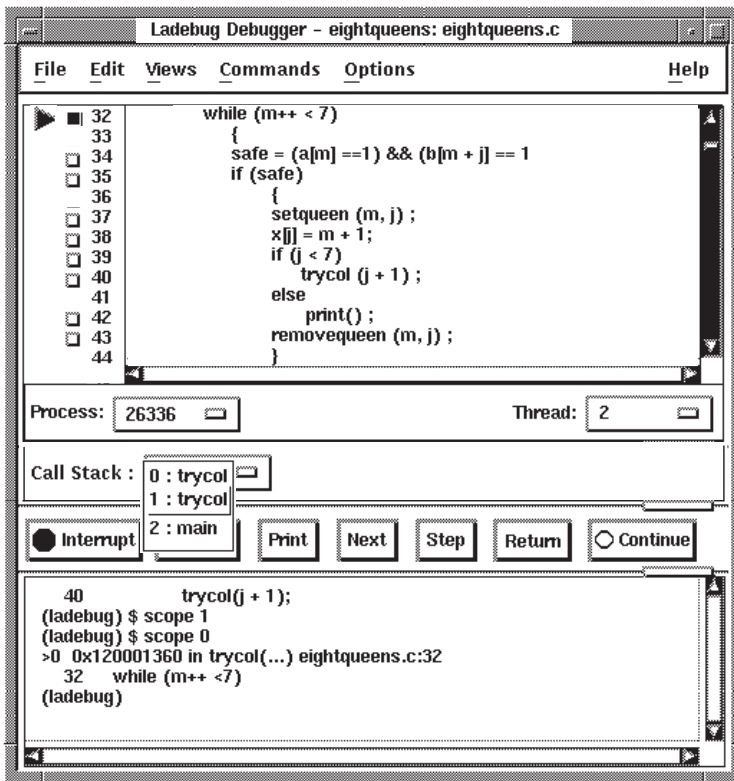 Ladebug Debugger – eightqueens: eightqueens.c
File Edit Views Commands Options Help
32 while (m++ < 7)
33 {
34 safe = (a[m] ==1) && (b[m + j] == 1
35 if (safe)
36 {
37 setqueen (m, j) ;
38 x[j] = m + 1;
39 if (j < 7)
40 trycol (j + 1) ;
41 else
42 print() ;
43 removequeen (m, j) ;
44 }
Process: 26336 Thread: 2
Call Stack : 0 : trycol
1 : trycol
2 : main
Interrupt Print Next Step Return Continue
40 trycol(j + 1);
(ladebug) $ scope 1
(ladebug) $ scope 0
>0 0x120001360 in trycol(...) eightqueens.c:32
32 while (m++ <7)
(ladebug)